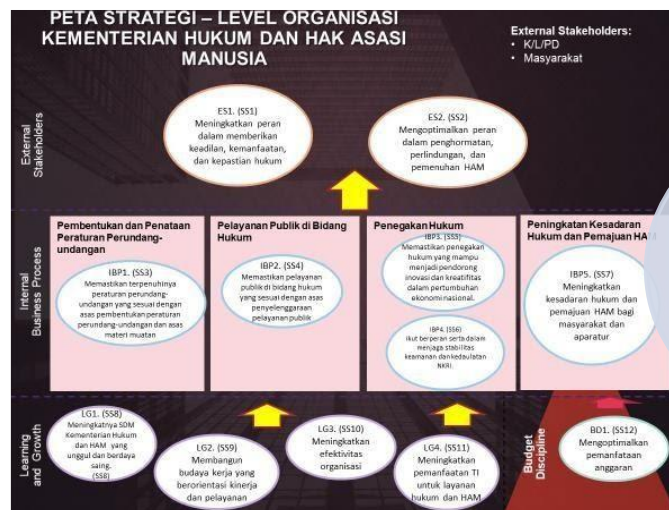 PETA STRATEGI – LEVEL ORGANISASI
KEMENTERIAN HUKUM DAN HAK ASASI
MANUSIA
External Stakeholders:
• K/L/PD
• Masyarakat
External
Stakeholders
ES1. (SS1)
Meningkatkan peran
dalam memberikan
keadilan, kemanfaatan,
dan kepastian hukum
ES2. (SS2)
Mengoptimalkan peran
dalam penghormatan,
perlindungan, dan
pemenuhan HAM
Internal
Business Process
Pembentukan dan Penataan
Peraturan Perundang-
undangan
IBP1. (SS3)
Memastikan terpenuhinya
peraturan perundang-
undangan yang sesuai dengan
asas pembentukan peraturan
perundang-undangan dan asas
materi muatan
Pelayanan Publik di Bidang
Hukum
IBP2. (SS4)
Memastikan pelayanan
publik di bidang hukum
yang sesuai dengan asas
penyelenggaraan
pelayanan publik
Penegakan Hukum
IBP3. (SS5)
Memastikan penegakan
hukum yang mampu
menjadi pendorong
inovasi dan kreatifitas
dalam pertumbuhan
ekonomi nasional.
IBP4. (SS6)
Ikut berperan serta dalam
menjaga stabilitas
keamanan dan kedaulatan
NKRI.
Peningkatan Kesadaran
Hukum dan Pemajuan HAM
IBP5. (SS7)
Meningkatkan
kesadaran hukum dan
pemajuan HAM bagi
masyarakat dan
aparatur
Learning
and Growth
LG1. (SS8)
Meningkatnya SDM
Kementerian Hukum
dan HAM yang
unggul dan berdaya
saing.
(SS8)
LG2. (SS9)
Membangun
budaya kerja yang
berorientasi kinerja
dan pelayanan
LG3. (SS10)
Meningkatkan
efektivitas
organisasi
LG4. (SS11)
Meningkatkan
pemanfaatan TI
untuk layanan
hukum dan HAM
Budget
Discipline
BD1. (SS12)
Mengoptimalkan
pemanfataan
anggaran